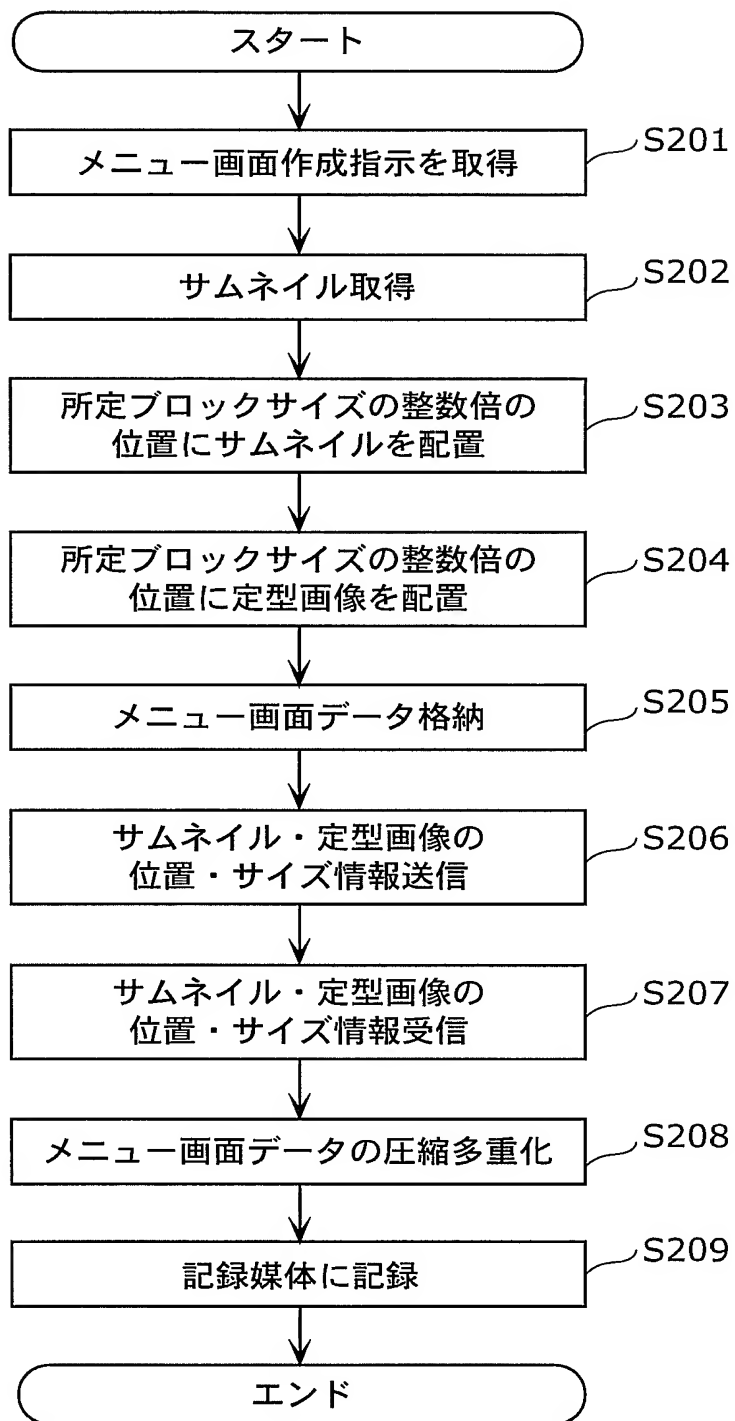 スタート
メニュー画面作成指示を取得
S201
サムネイル取得
S202
所定ブロックサイズの整数倍の
位置にサムネイルを配置
S203
所定ブロックサイズの整数倍の
位置に定型画像を配置
S204
メニュー画面データ格納
S205
サムネイル・定型画像の
位置・サイズ情報送信
S206
サムネイル・定型画像の
位置・サイズ情報受信
S207
メニュー画面データの圧縮多重化
S208
記録媒体に記録
S209
エンド